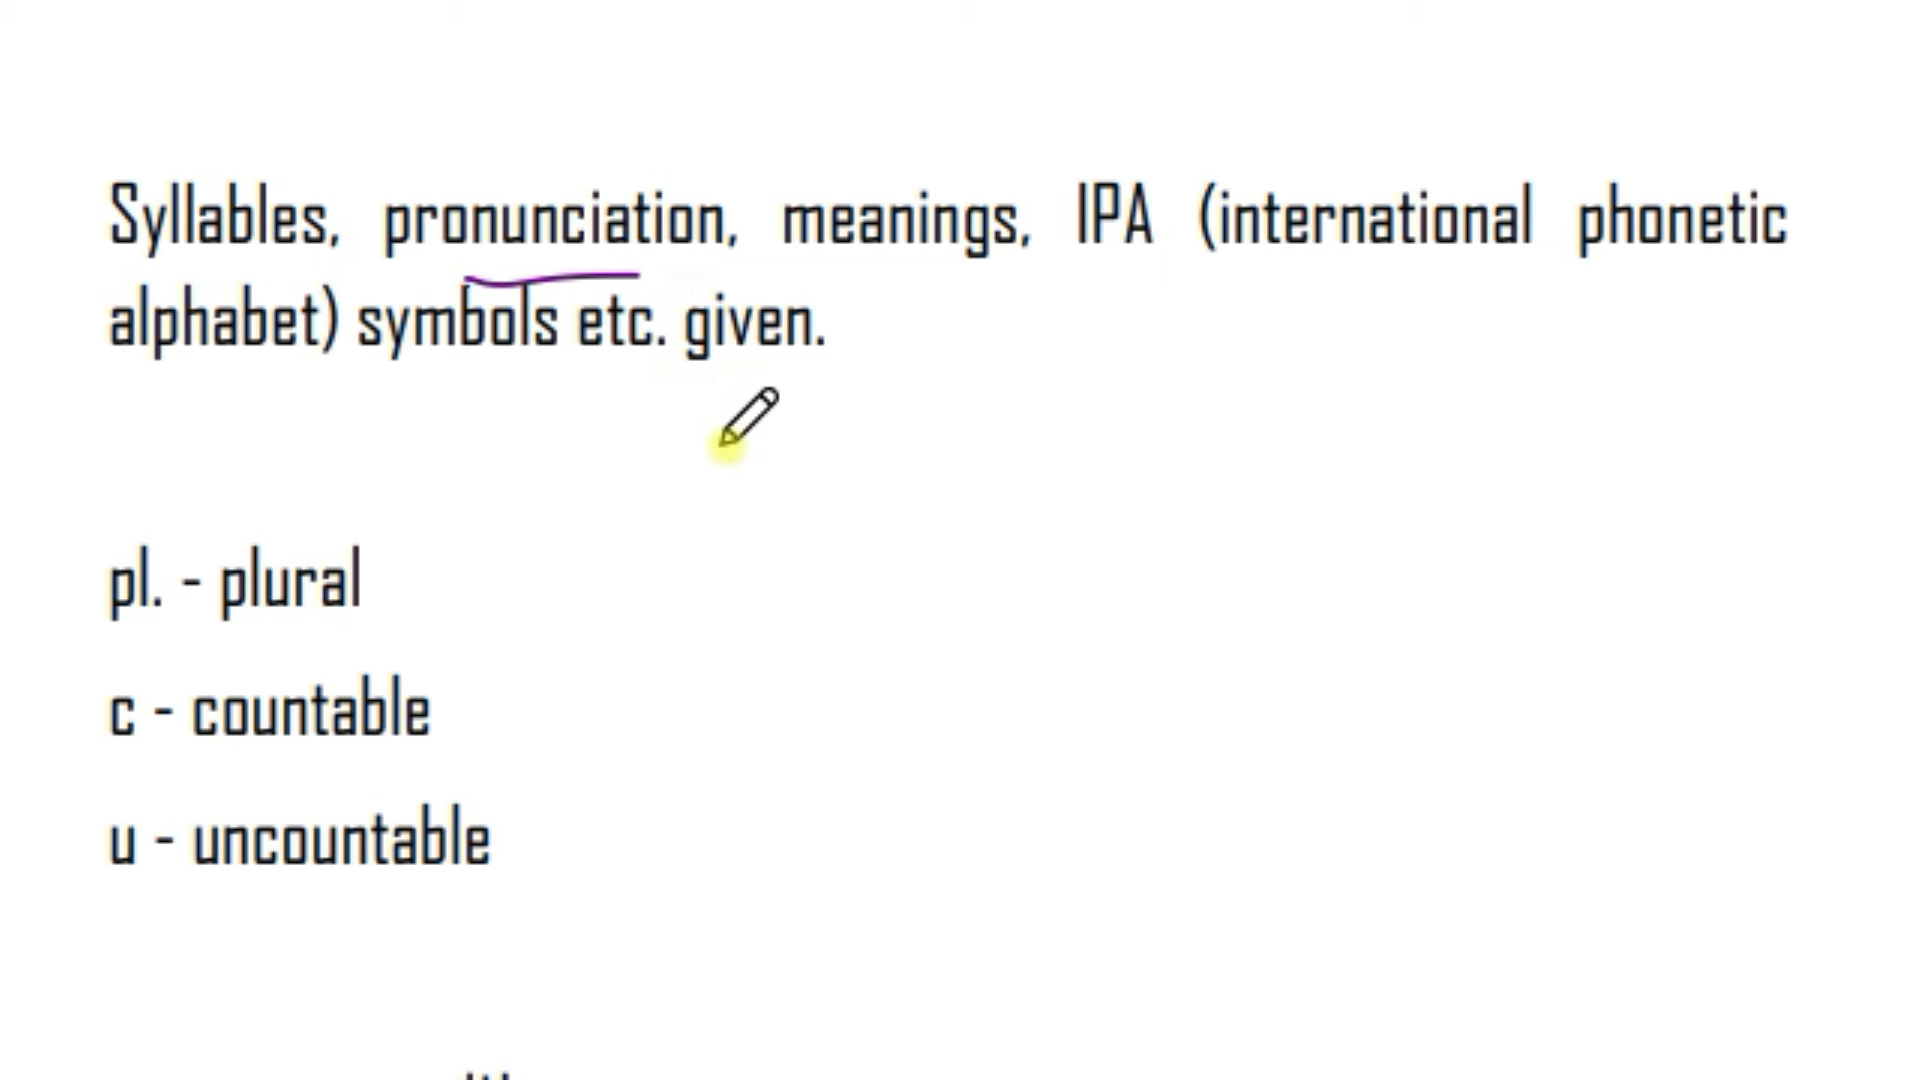 Syllables, pronunciation, meanings, IPA (international phonetic
alphabet) symbols etc. given.
pl. - plural
c - countable
u - uncountable